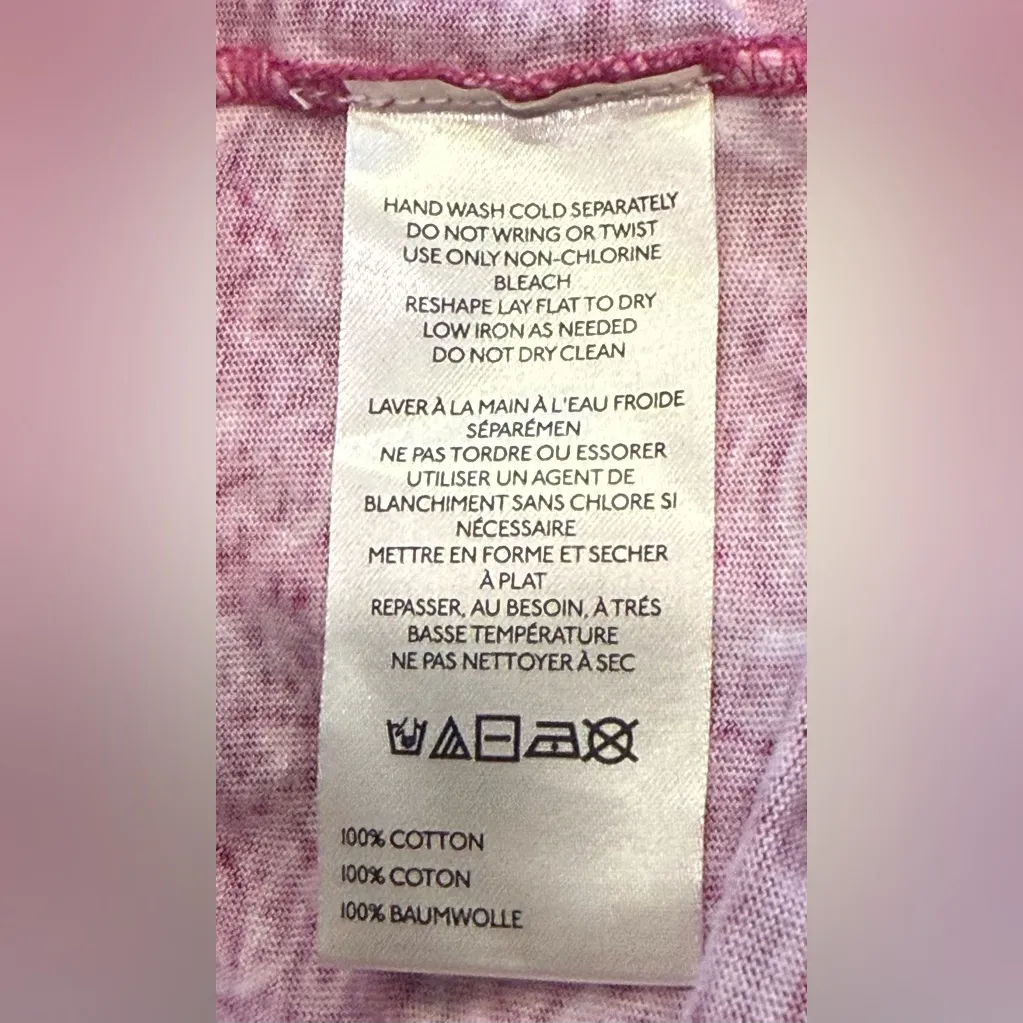 HAND WASH COLD SEPARATELY
DO NOT WRING OR TWIST
USE ONLY NON-CHLORINE
BLEACH
RESHAPE LAY FLAT TO DRY
LOW IRON AS NEEDED
DO NOT DRY CLEAN
LAVER À LA MAIN À L'EAU FROIDE
SÉPARÉMEN
NE PAS TORDRE OU ESSORER
UTILISER UN AGENT DE
BLANCHIMENT SANS CHLORE SI
NÉCESSAIRE
METTRE EN FORME ET SECHER
À PLAT
REPASSER, AU BESOIN, À TRÉS
BASSE TEMPÉRATURE
NE PAS NETTOYER À SEC
100% COTTON
100% COTON
100% BAUMWOLLE